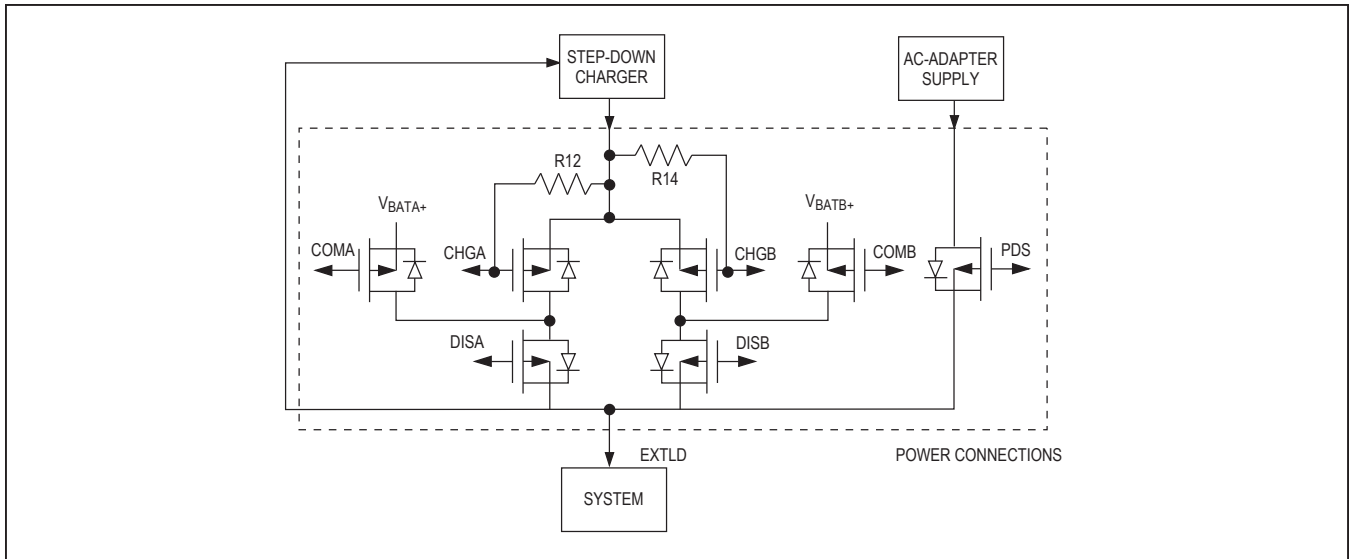 STEP-DOWN
CHARGER
AC-ADAPTER
SUPPLY
R12
R14
VBATA+
VBATB+
COMA
CHGA
CHGB
COMB
PDS
DISA
DISB
EXTLD
POWER CONNECTIONS
SYSTEM